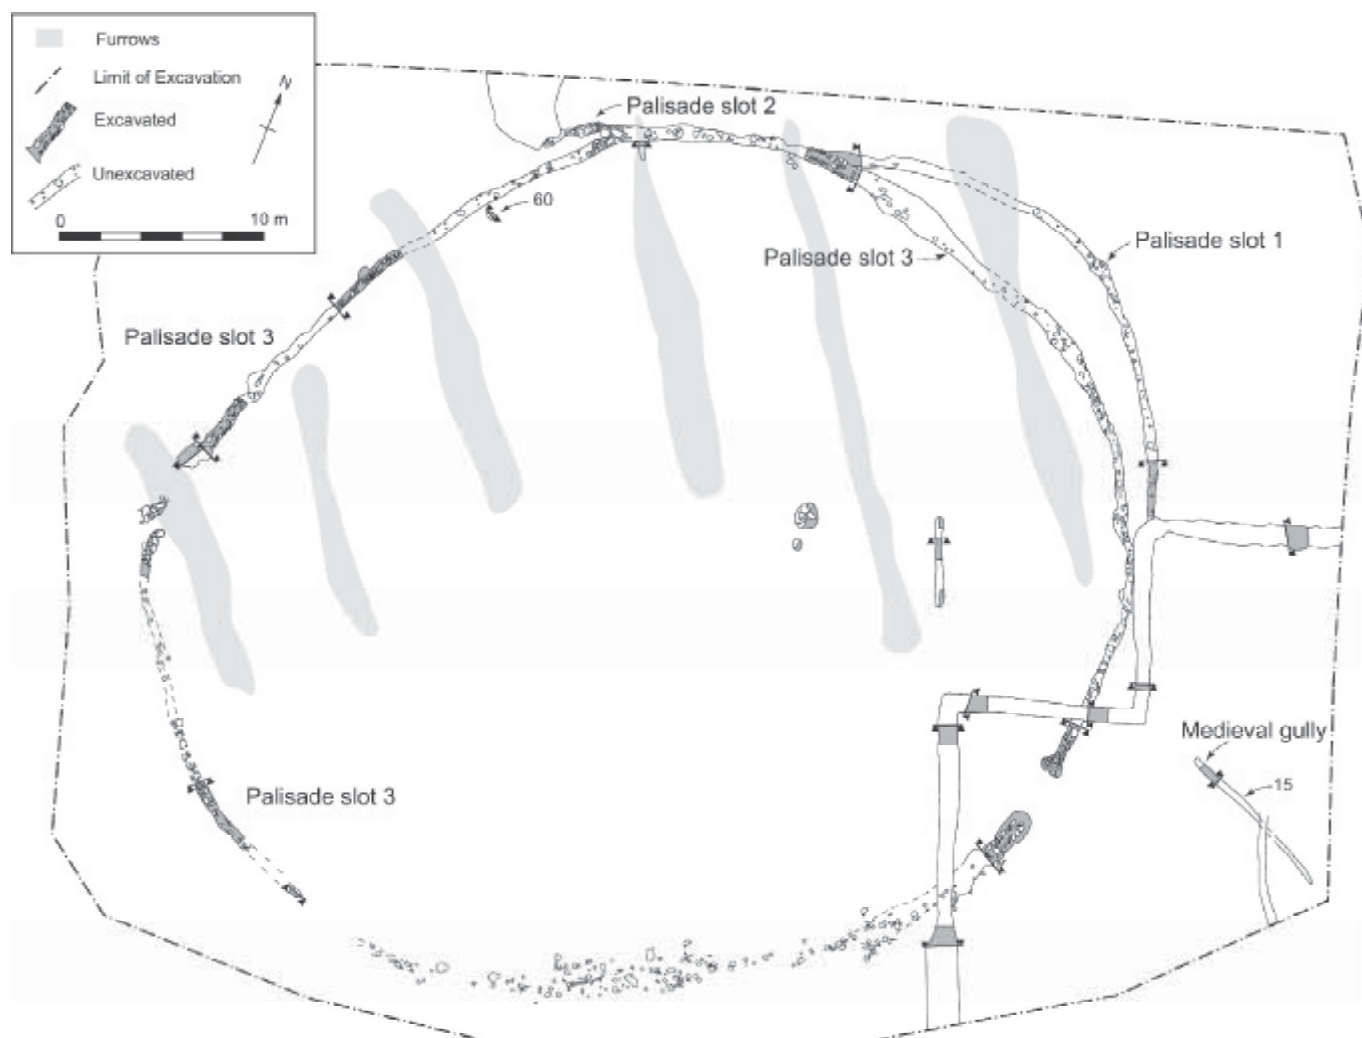 Furrows
Limit of Excavation
N
Excavated
Unexcavated
0 10 m
Palisade slot 2
60
Palisade slot 1
Palisade slot 3
Palisade slot 3
Medieval gully
15
Palisade slot 3